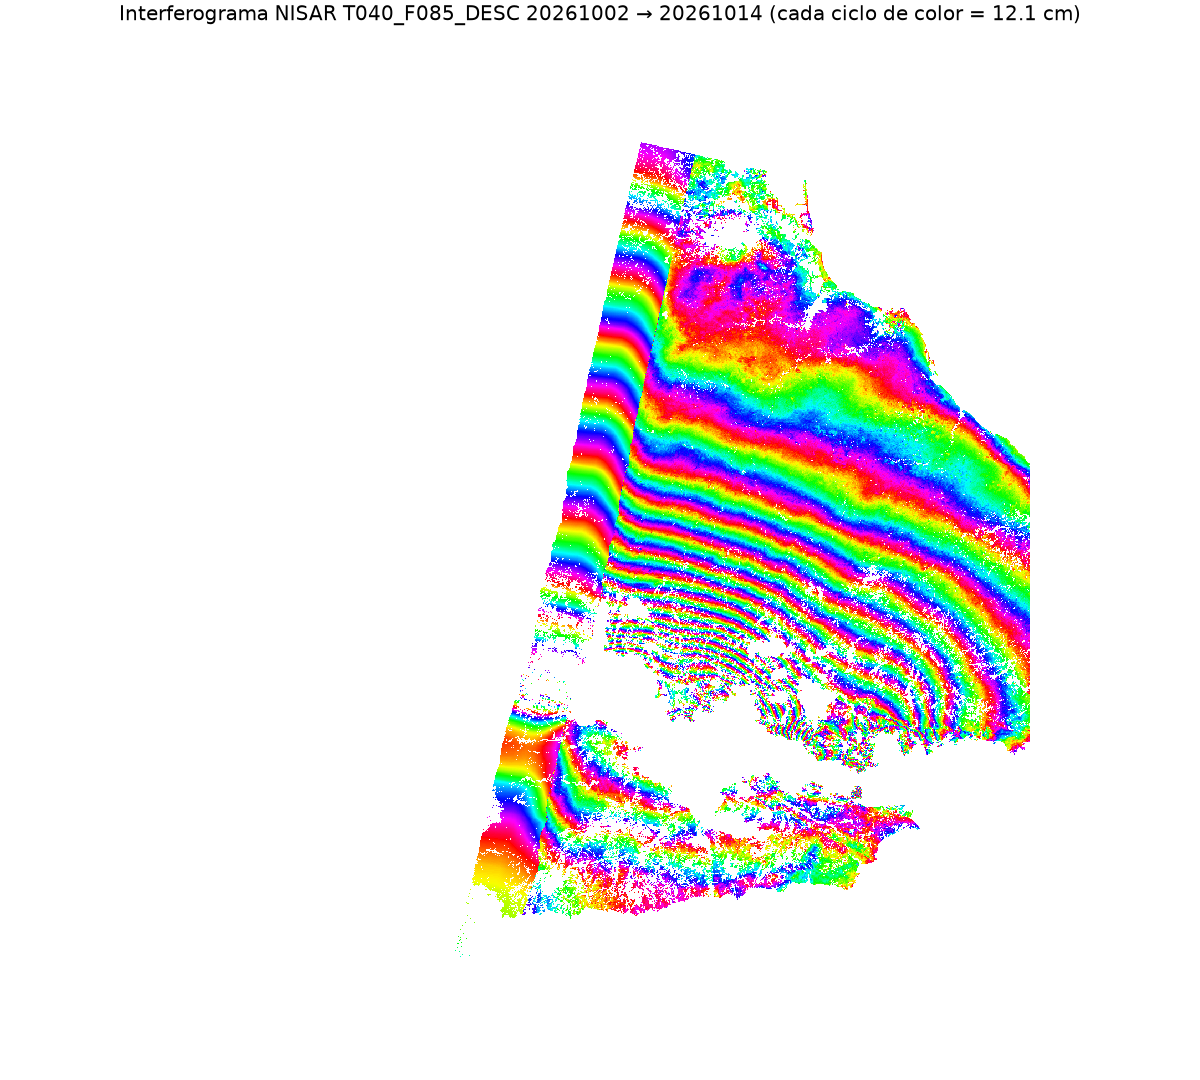 Interferograma NISAR T040_F085_DESC 20261002 → 20261014 (cada ciclo de color = 12.1 cm)